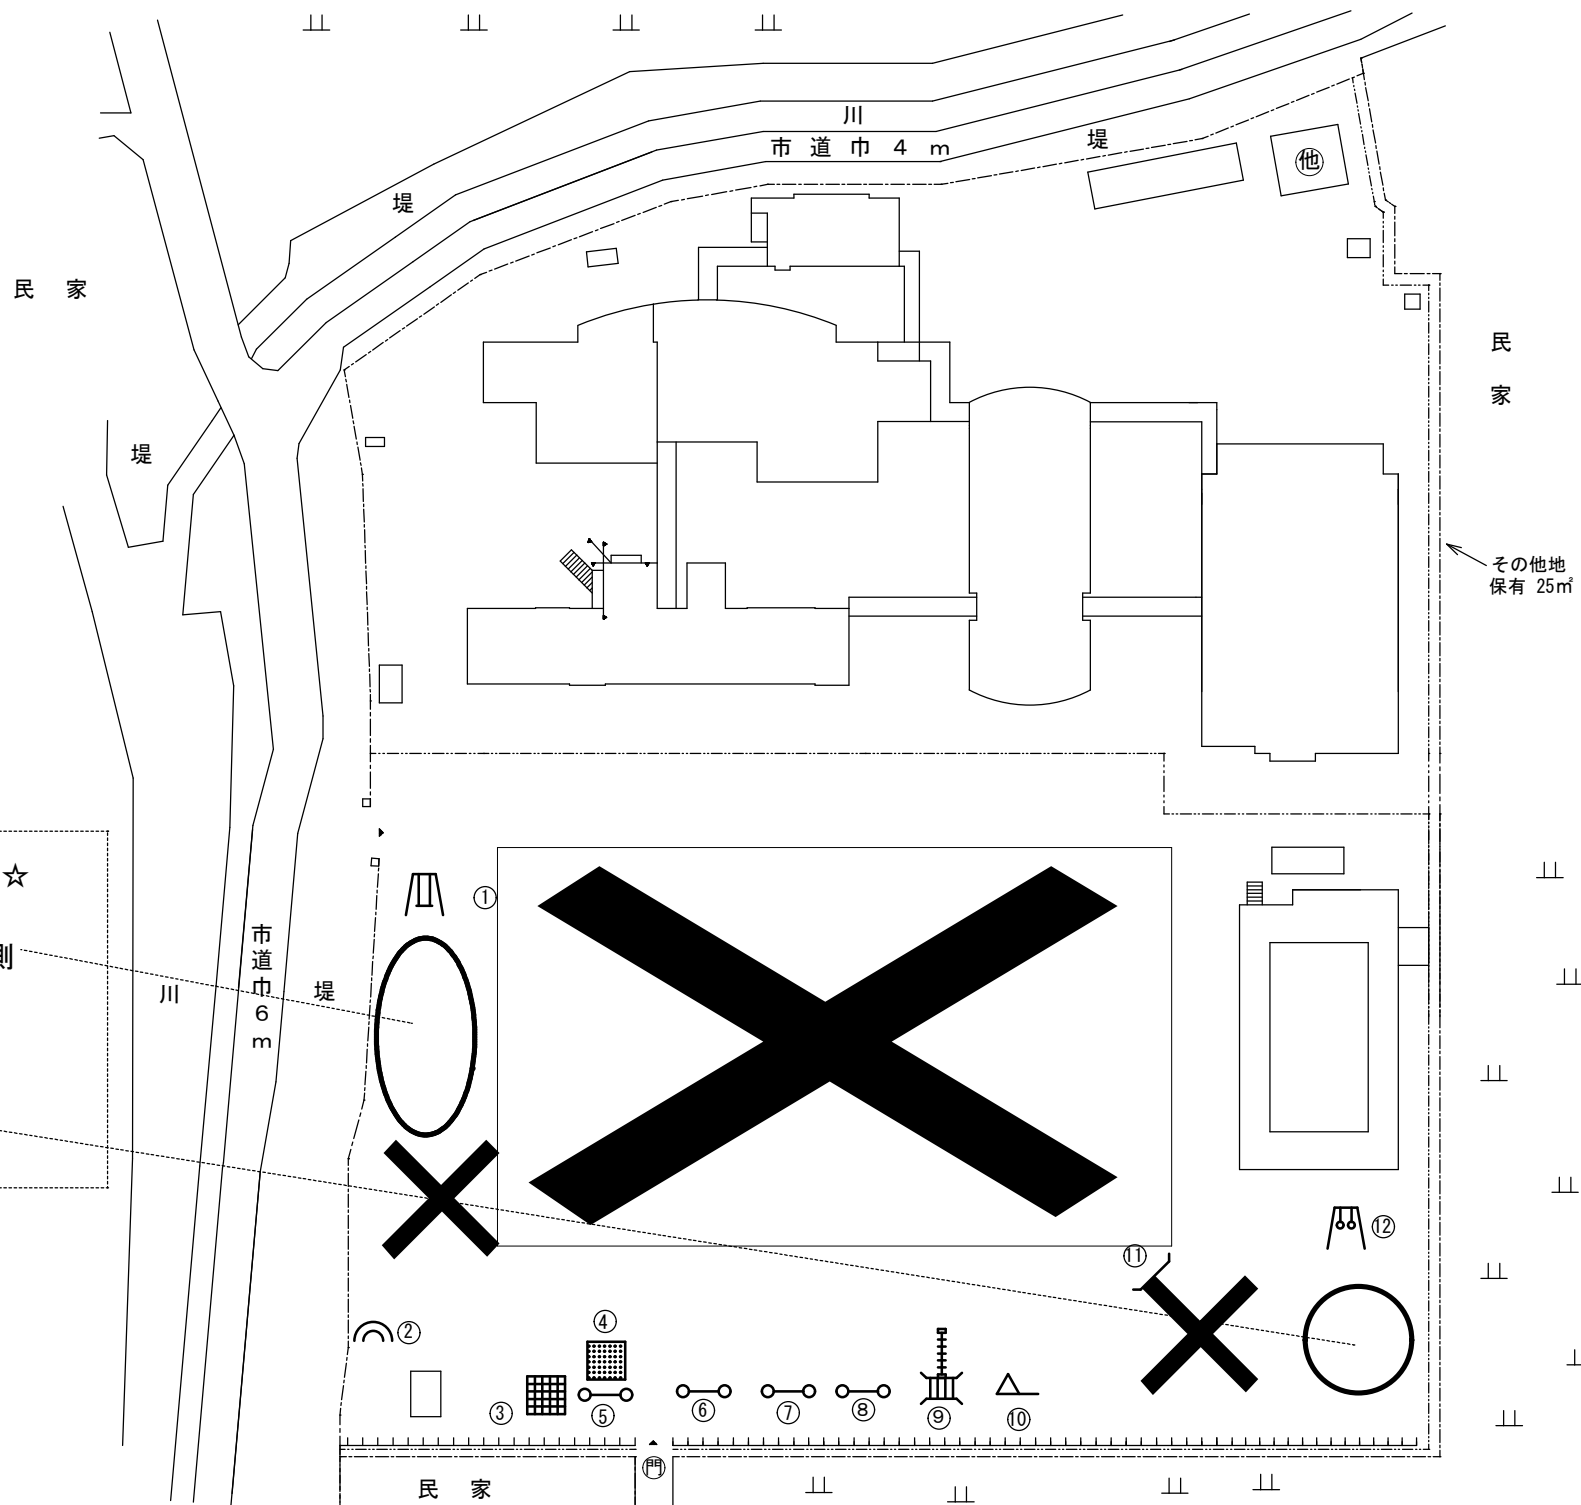 川
市道巾４ｍ
堤
他
堤
民家
民家
堤
その他地
保有 25㎡
☆
①
市道巾６ｍ
則
川
堤
⑫
⑪
②
④
③
⑤
⑥
⑦
⑧
⑨
⑩
門
民家